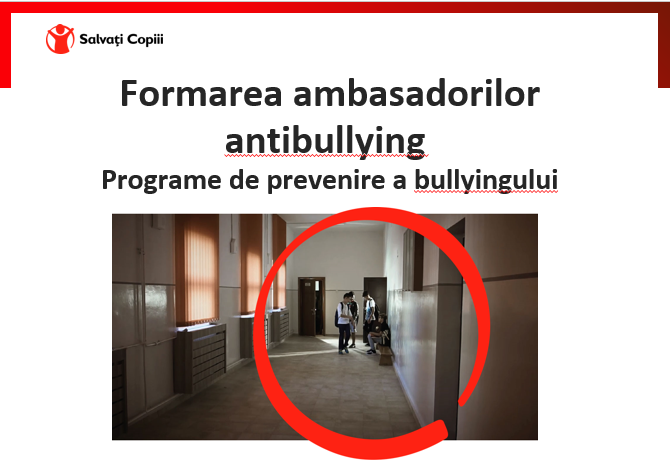 Salvați Copiii
Formarea ambasadorilor
antibullying
Programe de prevenire a bullyingului